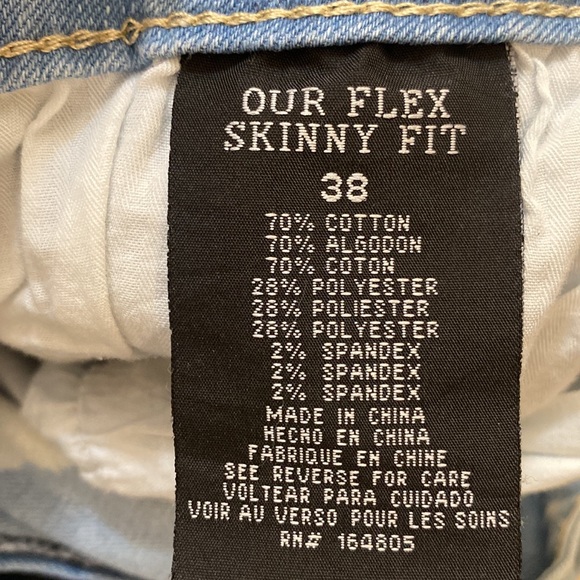 OUR FLEX
SKINNY FIT
38
70% COTTON
70% ALGODON
70% COTON
28% POLYESTER
28% POLIESTER
28% POLYESTER
2% SPANDEX
2% SPANDEX
2% SPANDEX
MADE IN CHINA
HECNO EN CHINA
FABRIQUE EN CHINE
SEE REVERSE FOR CARE
VOLTEAR PARA CUIDADO
VOIR AU VERSO POUR LES SOINS
RN# 164805